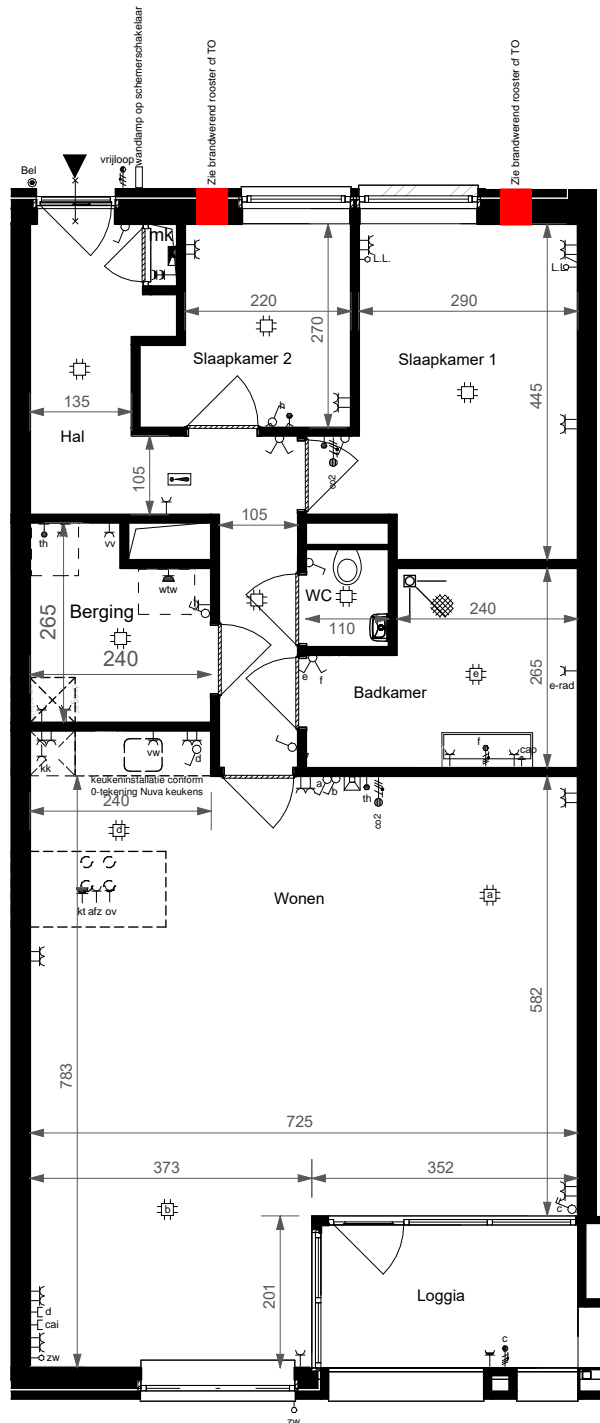 wandlamp op schemerschakelaar
Zie brandwerend rooster cf TO
Zie brandwerend rooster cf TO
vrijloop
Bel
mk
L.L.
L.L.
220
290
270
Slaapkamer 2
Slaapkamer 1
445
135
Hal
105
co2
105
th
vv
wtw
WC
110
240
Berging
265
240
265
e
e
f
Badkamer
e-rad
f
cap
kk
vw
d
keukeninstallatie conform
0-tekening Nuva keukens
240
a
b
th
co2
d
kt afz ov
Wonen
a
582
783
725
373
352
b
c
201
Loggia
d
cai
zw
c
zw